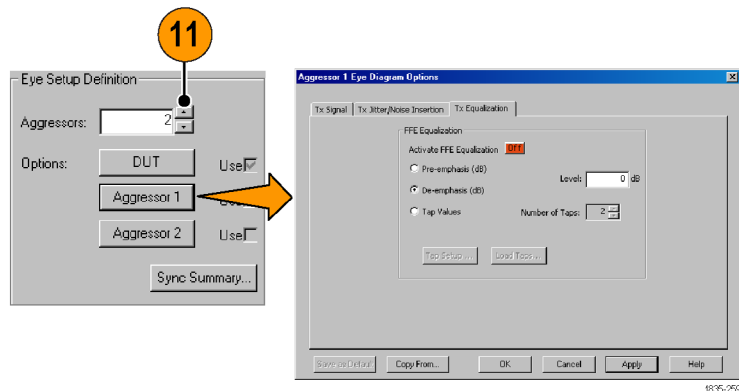 11
Eye Setup Definition
Aggressors: 2
Options: DUT Use
Aggressor 1
Aggressor 2 Use
Sync Summary...
Aggressor 1 Eye Diagram Options
Tx Signal Tx Jitter/Noise Insertion Tx Equalization
FFE Equalization
Activate FFE Equalization Off
Pre-emphasis (dB)
Level: 0 dB
De-emphasis (dB)
Tap Values Number of Taps: 2
Tap Setup ... Load Taps ...
Save as Default Copy From... OK Cancel Apply Help
1835-259